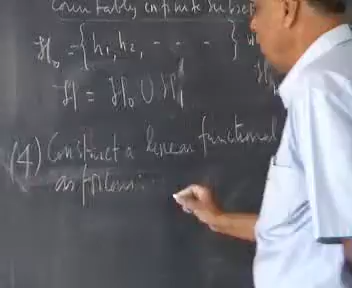 countably infinite subset
ℋ₀ = {h₁, h₂, - - - }
ℋ = ℋ₀ ∪ ℋ₁
(4) Construct a linear functional
as follows: